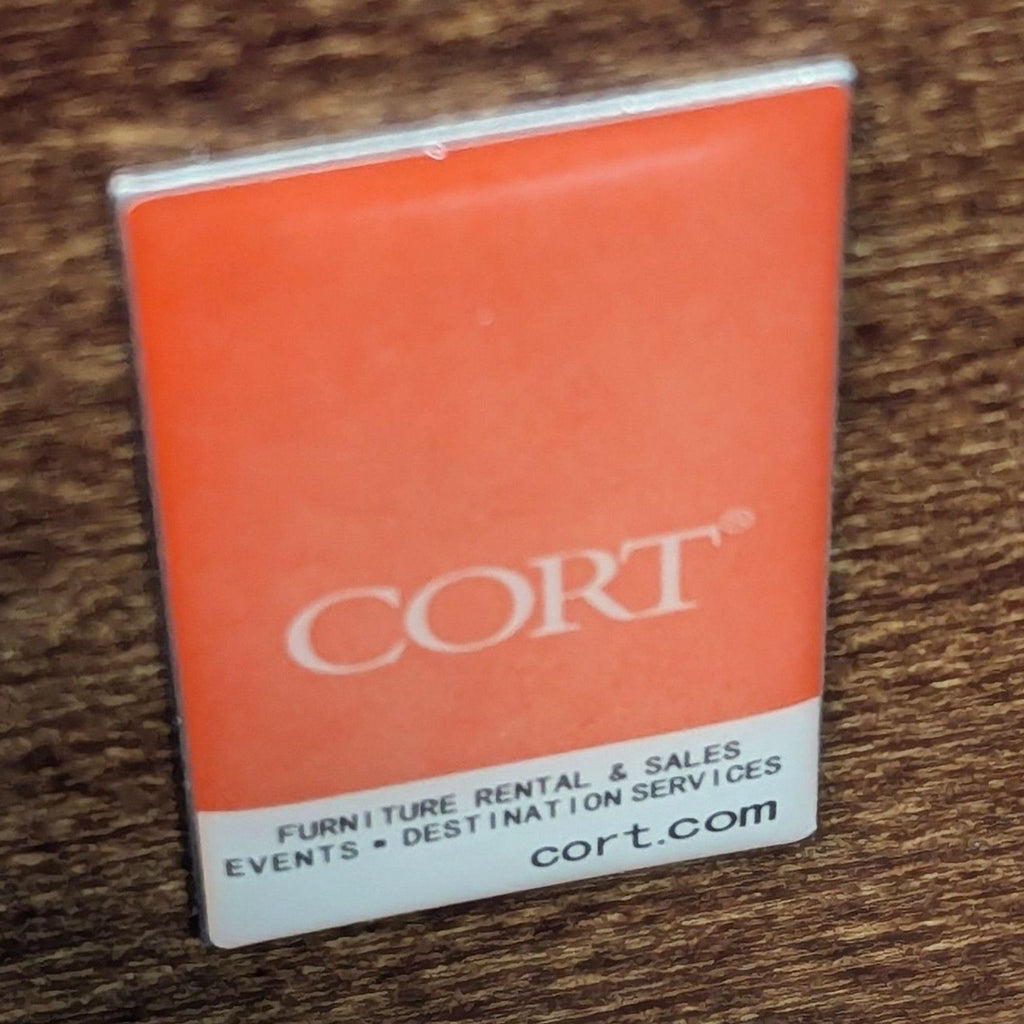 CORT®
FURNITURE RENTAL & SALES
EVENTS • DESTINATION SERVICES
cort.com